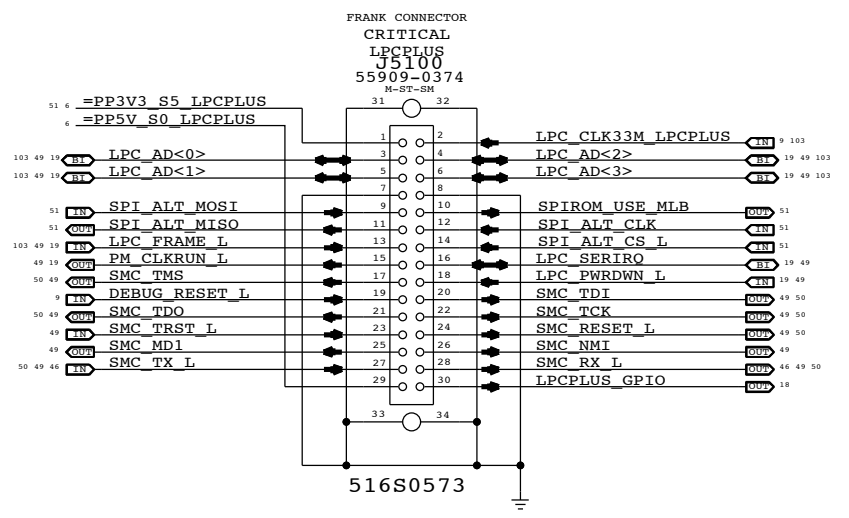 FRANK CONNECTOR
CRITICAL
LPCPLUS
J5100
55909-0374
M-ST-SM
31 32
51 6 =PP3V3_S5_LPCPLUS
6 =PP5V_S0_LPCPLUS
1 2 LPC_CLK33M_LPCPLUS IN 9 103
103 49 19 BI LPC_AD<0> 3 4 LPC_AD<2> BI 19 49 103
103 49 19 BI LPC_AD<1> 5 6 LPC_AD<3> BI 19 49 103
7 8
51 IN SPI_ALT_MOSI 9 10 SPIROM_USE_MLB OUT 51
51 OUT SPI_ALT_MISO 11 12 SPI_ALT_CLK IN 51
103 49 19 IN LPC_FRAME_L 13 14 SPI_ALT_CS_L IN 51
49 19 OUT PM_CLKRUN_L 15 16 LPC_SERIRQ BI 19 49
50 49 OUT SMC_TMS 17 18 LPC_PWRDWN_L IN 19 49
9 IN DEBUG_RESET_L 19 20 SMC_TDI OUT 49 50
50 49 OUT SMC_TDO 21 22 SMC_TCK OUT 49 50
49 IN SMC_TRST_L 23 24 SMC_RESET_L OUT 49 50
49 OUT SMC_MD1 25 26 SMC_NMI OUT 49
50 49 46 IN SMC_TX_L 27 28 SMC_RX_L OUT 46 49 50
29 30 LPCPLUS_GPIO OUT 18
33 34
516S0573